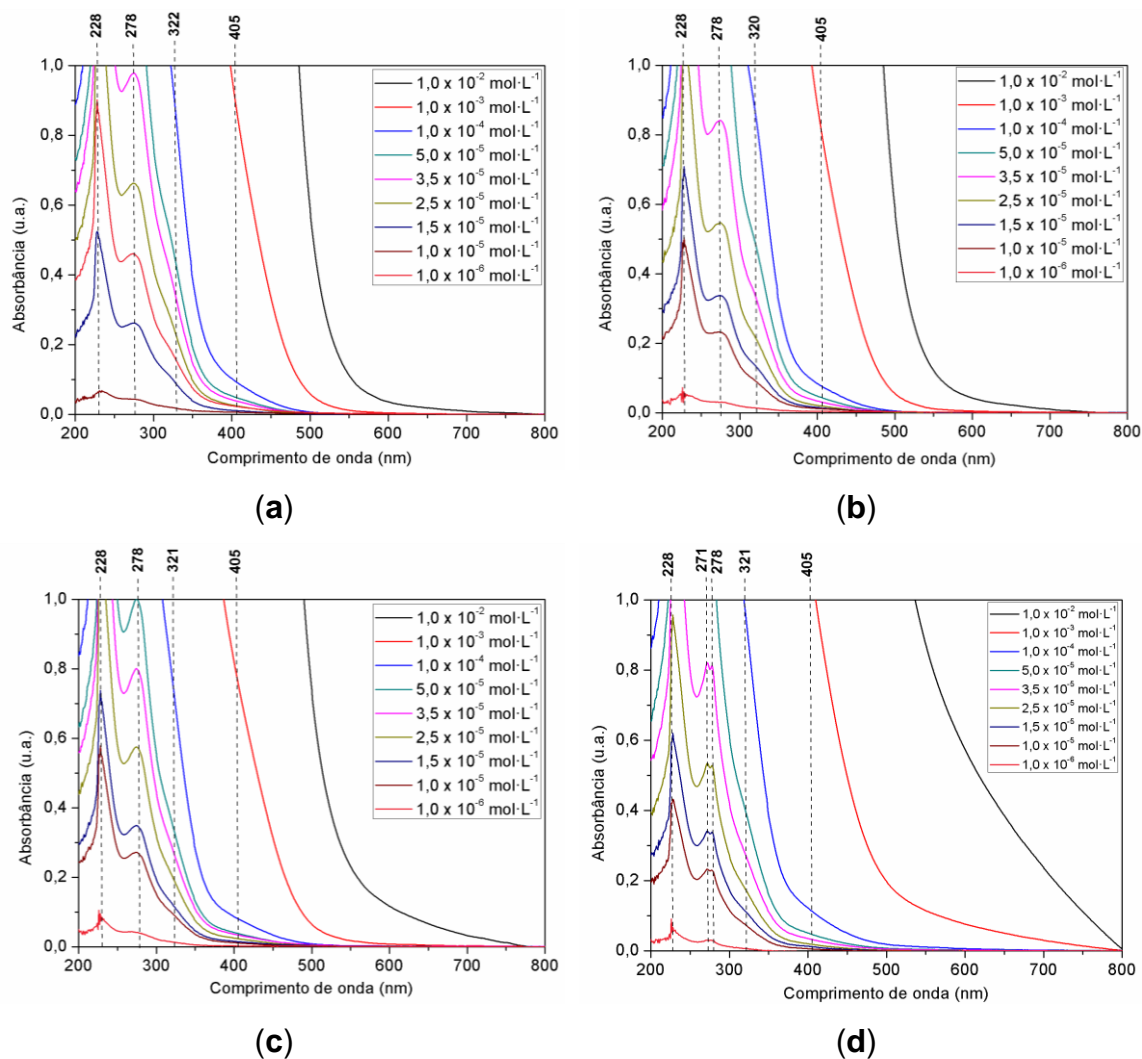 228 278 322 405
1,0 x 10⁻² mol·L⁻¹
1,0 x 10⁻³ mol·L⁻¹
1,0 x 10⁻⁴ mol·L⁻¹
5,0 x 10⁻⁵ mol·L⁻¹
3,5 x 10⁻⁵ mol·L⁻¹
2,5 x 10⁻⁵ mol·L⁻¹
1,5 x 10⁻⁵ mol·L⁻¹
1,0 x 10⁻⁵ mol·L⁻¹
1,0 x 10⁻⁶ mol·L⁻¹
1,0
0,8
0,6
0,4
0,2
0,0
Absorbância (u.a.)
200 300 400 500 600 700 800
Comprimento de onda (nm)
(a)
228 278 320 405
1,0 x 10⁻² mol·L⁻¹
1,0 x 10⁻³ mol·L⁻¹
1,0 x 10⁻⁴ mol·L⁻¹
5,0 x 10⁻⁵ mol·L⁻¹
3,5 x 10⁻⁵ mol·L⁻¹
2,5 x 10⁻⁵ mol·L⁻¹
1,5 x 10⁻⁵ mol·L⁻¹
1,0 x 10⁻⁵ mol·L⁻¹
1,0 x 10⁻⁶ mol·L⁻¹
1,0
0,8
0,6
0,4
0,2
0,0
Absorbância (u.a.)
200 300 400 500 600 700 800
Comprimento de onda (nm)
(b)
228 278 321 405
1,0 x 10⁻² mol·L⁻¹
1,0 x 10⁻³ mol·L⁻¹
1,0 x 10⁻⁴ mol·L⁻¹
5,0 x 10⁻⁵ mol·L⁻¹
3,5 x 10⁻⁵ mol·L⁻¹
2,5 x 10⁻⁵ mol·L⁻¹
1,5 x 10⁻⁵ mol·L⁻¹
1,0 x 10⁻⁵ mol·L⁻¹
1,0 x 10⁻⁶ mol·L⁻¹
1,0
0,8
0,6
0,4
0,2
0,0
Absorbância (u.a.)
200 300 400 500 600 700 800
Comprimento de onda (nm)
(c)
228 271 278 321 405
1,0 x 10⁻² mol·L⁻¹
1,0 x 10⁻³ mol·L⁻¹
1,0 x 10⁻⁴ mol·L⁻¹
5,0 x 10⁻⁵ mol·L⁻¹
3,5 x 10⁻⁵ mol·L⁻¹
2,5 x 10⁻⁵ mol·L⁻¹
1,5 x 10⁻⁵ mol·L⁻¹
1,0 x 10⁻⁵ mol·L⁻¹
1,0 x 10⁻⁶ mol·L⁻¹
1,0
0,8
0,6
0,4
0,2
0,0
Absorbância (u.a.)
200 300 400 500 600 700 800
Comprimento de onda (nm)
(d)